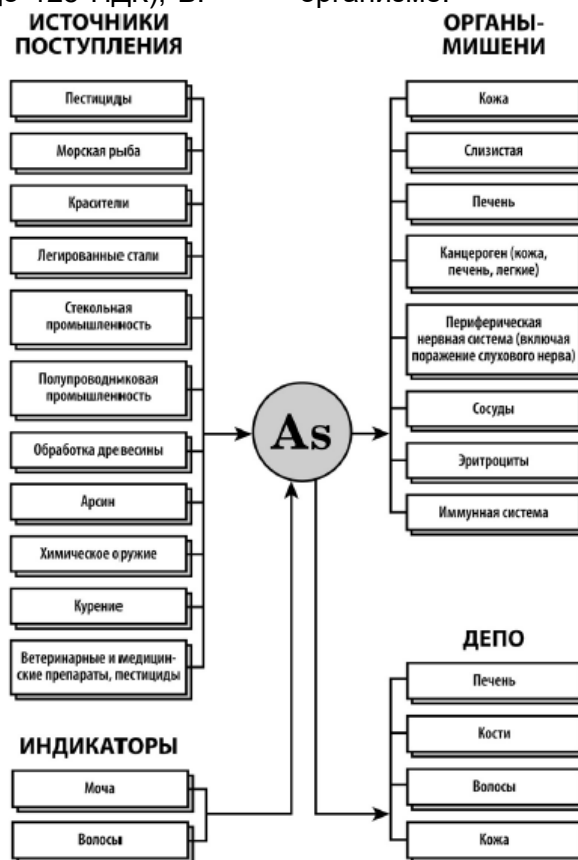 организме.
ИСТОЧНИКИ
ПОСТУПЛЕНИЯ
Пестициды
Морская рыба
Красители
Легированные стали
Стекольная
промышленность
Полупроводниковая
промышленность
Обработка древесины
Арсин
Химическое оружие
Курение
Ветеринарные и медицин-
ские препараты, пестициды
ИНДИКАТОРЫ
Моча
Волосы
As
ОРГАНЫ-
МИШЕНИ
Кожа
Слизистая
Печень
Канцероген (кожа,
печень, легкие)
Периферическая
нервная система (включая
поражение слухового нерва)
Сосуды
Эритроциты
Иммунная система
ДЕПО
Печень
Кости
Волосы
Кожа